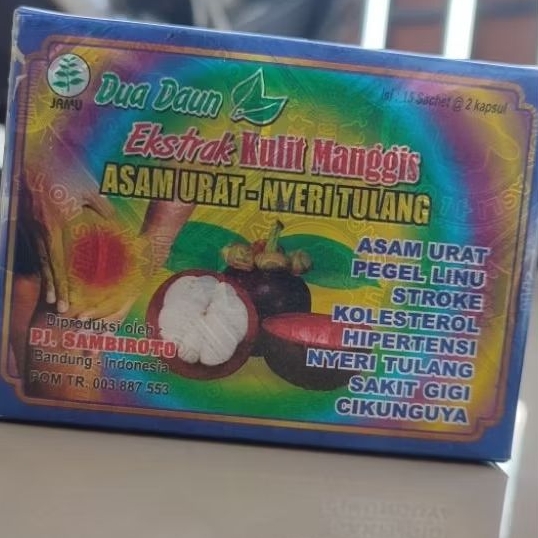 JAMU
Dua Daun
Isi : 15 Sachet @ 2 kapsul
Ekstrak Kulit Manggis
ASAM URAT - NYERI TULANG
ASAM URAT
PEGEL LINU
STROKE
KOLESTEROL
HIPERTENSI
NYERI TULANG
SAKIT GIGI
CIKUNGUYA
Diproduksi oleh :
PJ. SAMBIROTO
Bandung - Indonesia
POM TR. 003 887 553